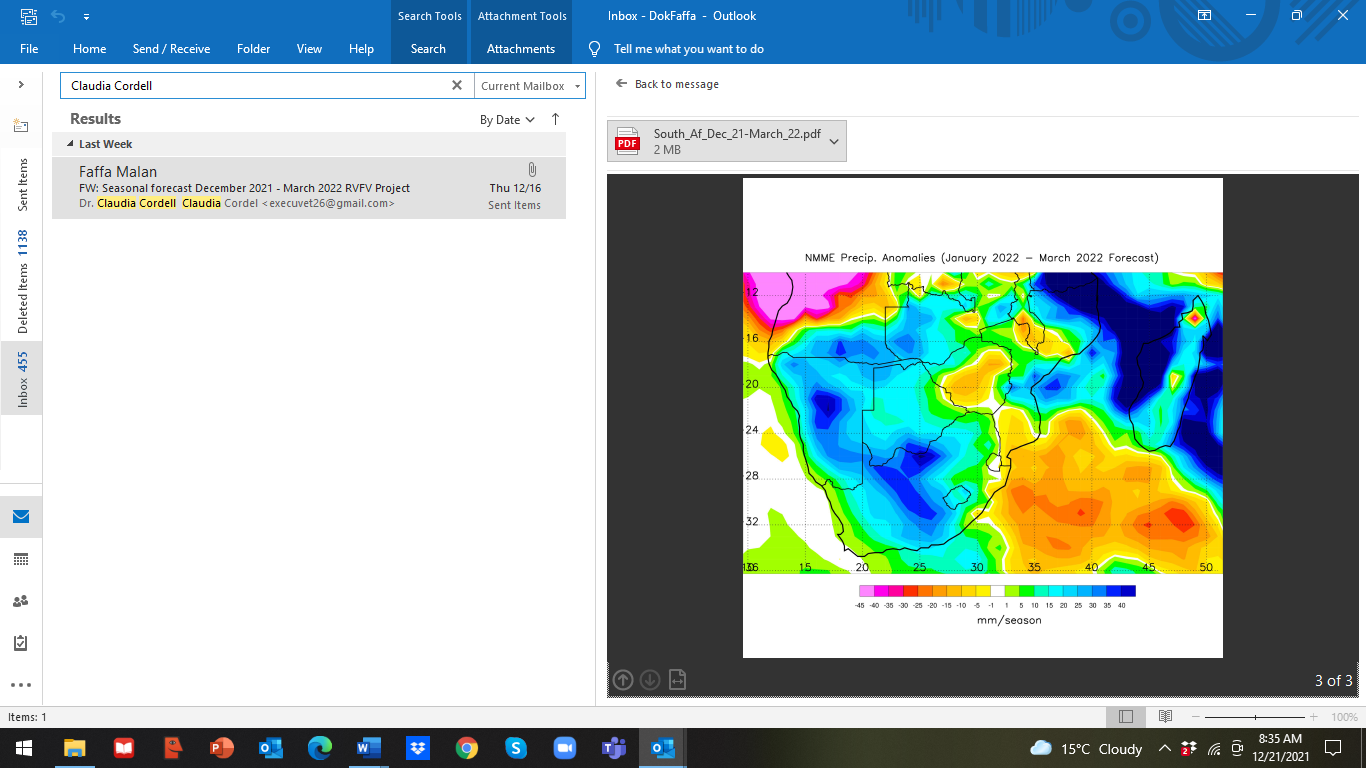 Search Tools
Attachment Tools
Inbox - DokFaffa - Outlook
File
Home
Send / Receive
Folder
View
Help
Search
Attachments
Tell me what you want to do
Claudia Cordell
Current Mailbox
Back to message
Results
By Date
Last Week
Faffa Malan
FW: Seasonal forecast December 2021 - March 2022 RVFV Project
Thu 12/16
Dr. Claudia Cordell Claudia Cordel <execuvet26@gmail.com>
Sent Items
Sent Items
Deleted Items 1138
Inbox 455
PDF
South_Af_Dec_21-March_22.pdf
2 MB
NMME Precip. Anomalies (January 2022 – March 2022 Forecast)
12
16
20
24
28
32
36
10 15 20 25 30 35 40 45 50
-45 -40 -35 -30 -25 -20 -15 -10 -5 -1 1 5 10 15 20 25 30 35 40
mm/season
3 of 3
Items: 1
100%
15°C Cloudy
8:35 AM
12/21/2021